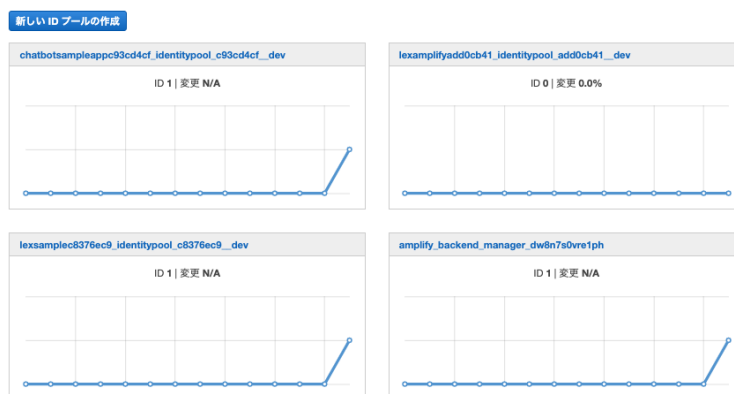 新しい ID プールの作成
chatbotsampleappc93cd4cf_identitypool_c93cd4cf__dev
ID 1 | 変更 N/A
lexamplifyadd0cb41_identitypool_add0cb41__dev
ID 0 | 変更 0.0%
lexsamplec8376ec9_identitypool_c8376ec9__dev
ID 1 | 変更 N/A
amplify_backend_manager_dw8n7s0vre1ph
ID 1 | 変更 N/A